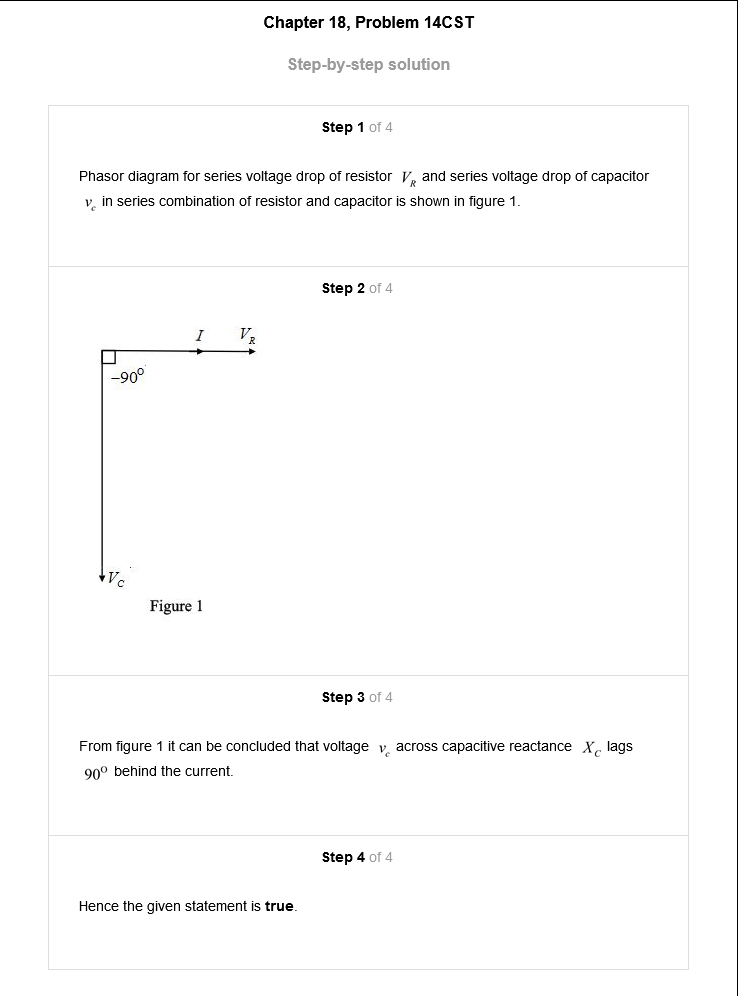 Chapter 18, Problem 14CST
Step-by-step solution
Step 1 of 4
Phasor diagram for series voltage drop of resistor V_R and series voltage drop of capacitor
v_c in series combination of resistor and capacitor is shown in figure 1.
Step 2 of 4
I V_R
−90°
V_C
Figure 1
Step 3 of 4
From figure 1 it can be concluded that voltage v_c across capacitive reactance X_C lags
90° behind the current.
Step 4 of 4
Hence the given statement is true.